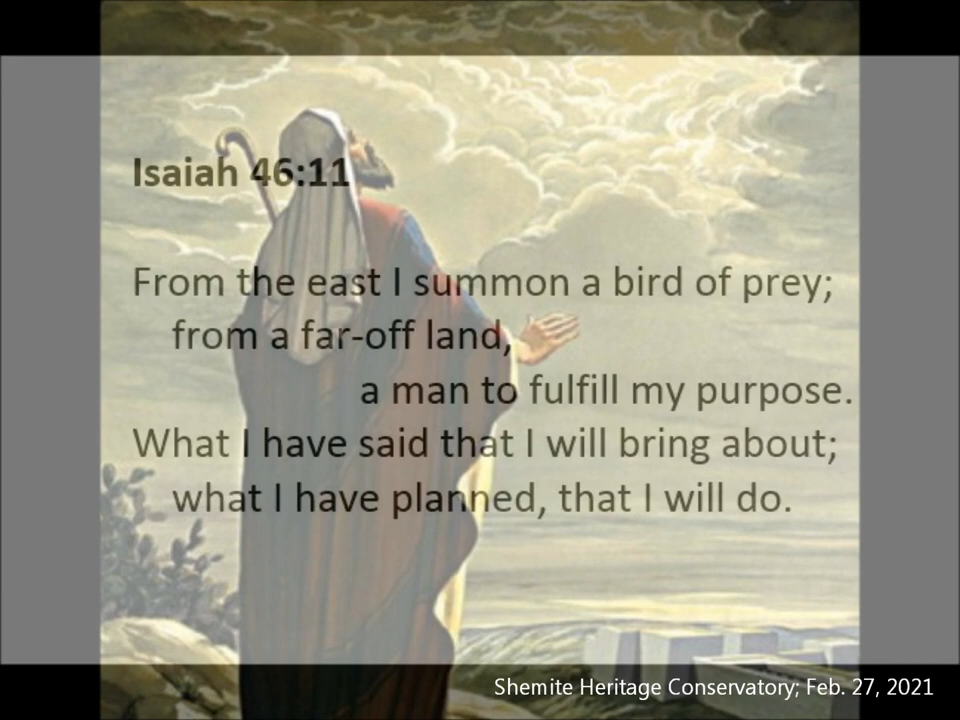 Isaiah 46:11
From the east I summon a bird of prey;
from a far-off land,
a man to fulfill my purpose.
What I have said that I will bring about;
what I have planned, that I will do.
Shemite Heritage Conservatory; Feb. 27, 2021